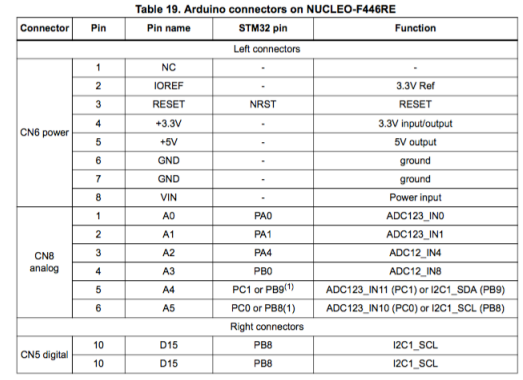 Table 19. Arduino connectors on NUCLEO-F446RE
Connector Pin Pin name STM32 pin Function
Left connectors
CN6 power
1 NC - -
2 IOREF - 3.3V Ref
3 RESET NRST RESET
4 +3.3V - 3.3V input/output
5 +5V - 5V output
6 GND - ground
7 GND - ground
8 VIN - Power input
CN8
analog
1 A0 PA0 ADC123_IN0
2 A1 PA1 ADC123_IN1
3 A2 PA4 ADC12_IN4
4 A3 PB0 ADC12_IN8
5 A4 PC1 or PB9(1) ADC123_IN11 (PC1) or I2C1_SDA (PB9)
6 A5 PC0 or PB8(1) ADC123_IN10 (PC0) or I2C1_SCL (PB8)
Right connectors
CN5 digital
10 D15 PB8 I2C1_SCL
10 D15 PB8 I2C1_SCL